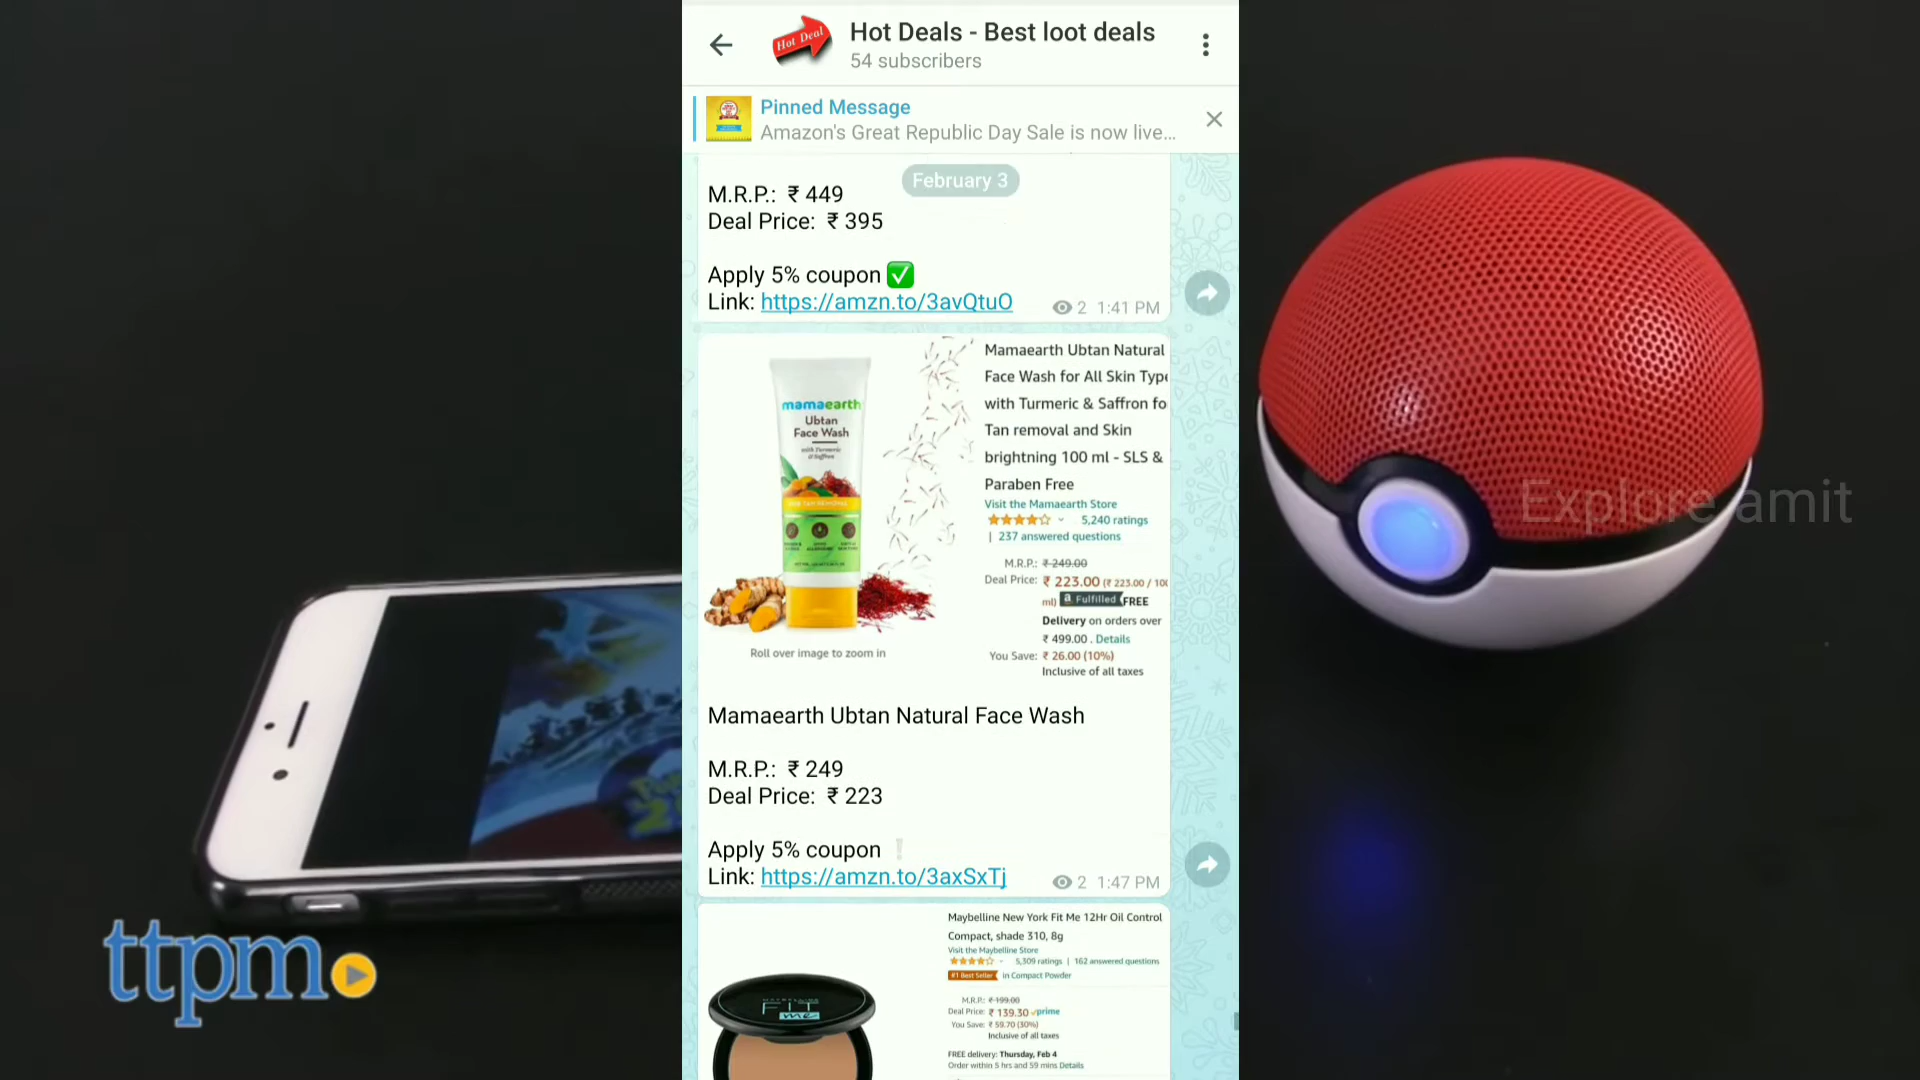 Hot Deal
Hot Deals - Best loot deals
54 subscribers
Pinned Message
Amazon's Great Republic Day Sale is now live...
February 3
M.R.P.: ₹ 449
Deal Price: ₹ 395
Apply 5% coupon ✅
Link: https://amzn.to/3avQtuO
2 1:41 PM
mamaearth
Ubtan
Face Wash
with Turmeric
& Saffron
Roll over image to zoom in
Mamaearth Ubtan Natural
Face Wash for All Skin Type
with Turmeric & Saffron fo
Tan removal and Skin
brightning 100 ml - SLS &
Paraben Free
Visit the Mamaearth Store
5,240 ratings
| 237 answered questions
M.R.P.: ₹ 249.00
Deal Price: ₹ 223.00 (₹ 223.00 / 100
ml) a Fulfilled FREE
Delivery on orders over
₹ 499.00 . Details
You Save: ₹ 26.00 (10%)
Inclusive of all taxes
Mamaearth Ubtan Natural Face Wash
M.R.P.: ₹ 249
Deal Price: ₹ 223
Apply 5% coupon
Link: https://amzn.to/3axSxTj
2 1:47 PM
Maybelline New York Fit Me 12Hr Oil Control
Compact, shade 310, 8g
Visit the Maybelline Store
5,309 ratings | 162 answered questions
#1 Best Seller in Compact Powder
M.R.P.: ₹ 199.00
Deal Price: ₹ 139.30 prime
You Save: ₹ 59.70 (30%)
Inclusive of all taxes
FREE delivery: Thursday, Feb 4
Order within 5 hrs and 59 mins Details
FIT
me
Explore amit
ttpm